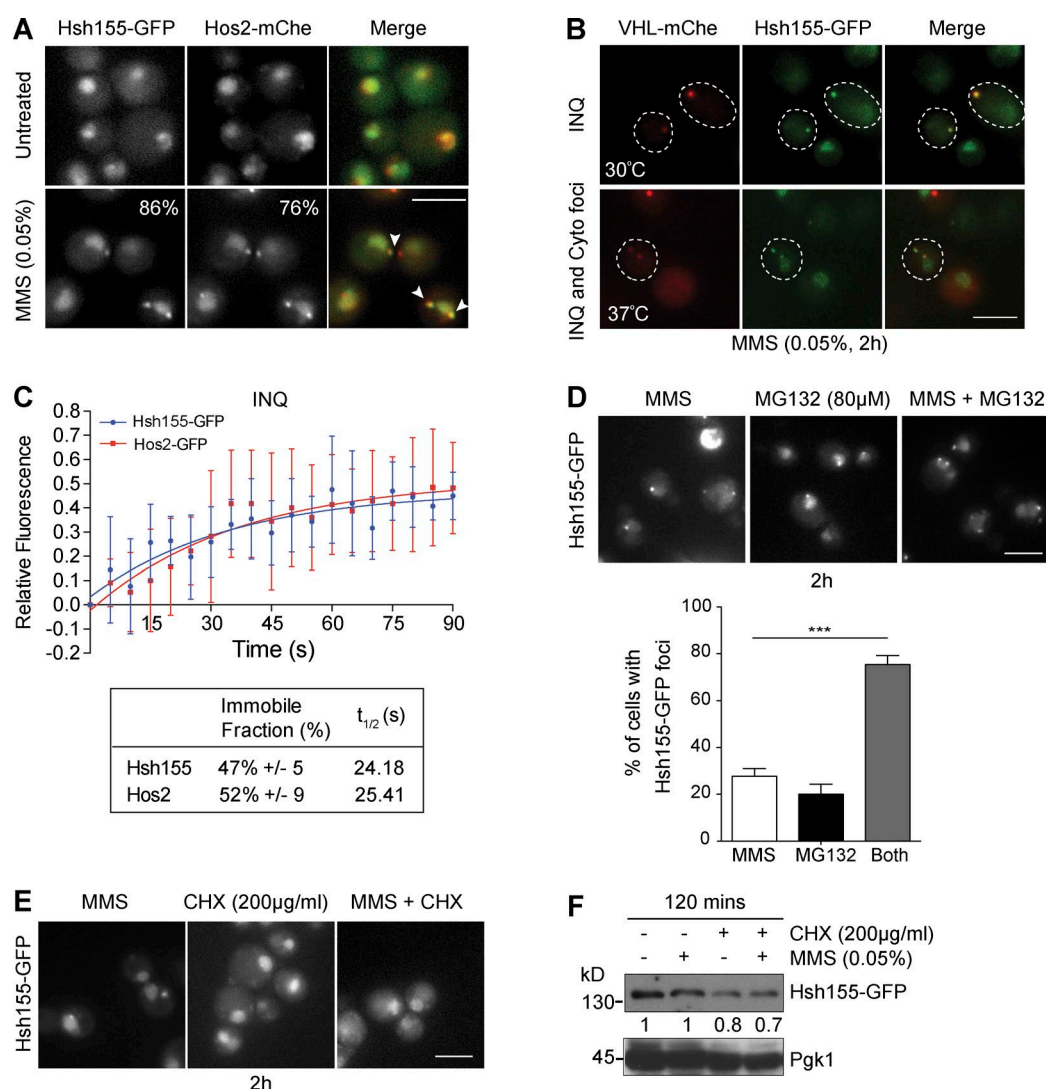 A
Hsh155-GFP Hos2-mChe Merge
Untreated
MMS (0.05%)
86%
76%
B
VHL-mChe Hsh155-GFP Merge
INQ
30°C
INQ and Cyto foci
37°C
MMS (0.05%, 2h)
C
INQ
Hsh155-GFP
Hos2-GFP
Relative Fluorescence
0.8
0.7
0.6
0.5
0.4
0.3
0.2
0.1
0.0
-0.1
-0.2
15 30 45 60 75 90
Time (s)
Immobile Fraction (%) t1/2 (s)
Hsh155 47% +/- 5 24.18
Hos2 52% +/- 9 25.41
D
MMS MG132 (80µM) MMS + MG132
Hsh155-GFP
2h
% of cells with
Hsh155-GFP foci
100
80
60
40
20
0
***
MMS MG132 Both
E
MMS CHX (200µg/ml) MMS + CHX
Hsh155-GFP
2h
F
120 mins
- - + + CHX (200µg/ml)
- + - + MMS (0.05%)
kD
130- Hsh155-GFP
1 1 0.8 0.7
45- Pgk1